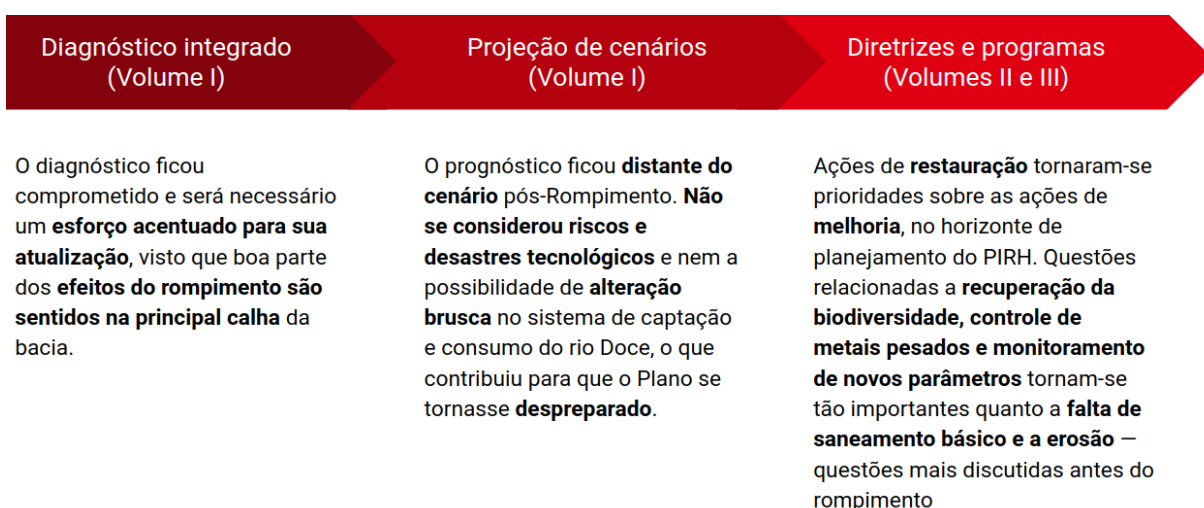 Diagnóstico integrado
(Volume I)
Projeção de cenários
(Volume I)
Diretrizes e programas
(Volumes II e III)
O diagnóstico ficou
comprometido e será necessário
um esforço acentuado para sua
atualização, visto que boa parte
dos efeitos do rompimento são
sentidos na principal calha da
bacia.
O prognóstico ficou distante do
cenário pós-Rompimento. Não
se considerou riscos e
desastres tecnológicos e nem a
possibilidade de alteração
brusca no sistema de captação
e consumo do rio Doce, o que
contribuiu para que o Plano se
tornasse despreparado.
Ações de restauração tornaram-se
prioridades sobre as ações de
melhoria, no horizonte de
planejamento do PIRH. Questões
relacionadas a recuperação da
biodiversidade, controle de
metais pesados e monitoramento
de novos parâmetros tornam-se
tão importantes quanto a falta de
saneamento básico e a erosão —
questões mais discutidas antes do
rompimento